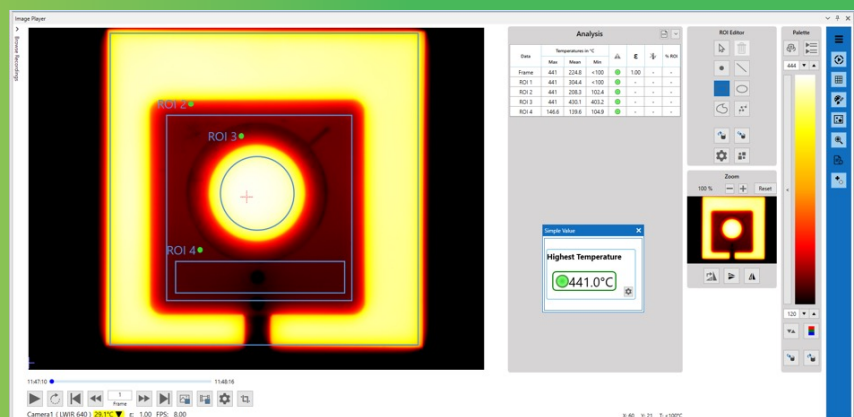 Image Player
Browse Recordings
ROI 2
ROI 3
ROI 4
Analysis
Data Temperatures in °C ε % ROI
Max Mean Min
Frame 441 224.8 <100 1.00 - -
ROI 1 441 304.4 <100 - - -
ROI 2 441 208.3 102.4 - - -
ROI 3 441 430.1 403.2 - - -
ROI 4 146.6 139.6 104.9 - - -
Simple Value
Highest Temperature
441.0°C
ROI Editor
Zoom
100 % Reset
Palette
444
120
11:47:10 11:48:16
1
Frame
Camera1 ( LWIR 640 ) 29.1°C ▼ ε: 1.00 FPS: 8.00
X: 60 Y: 21 T: <100°C